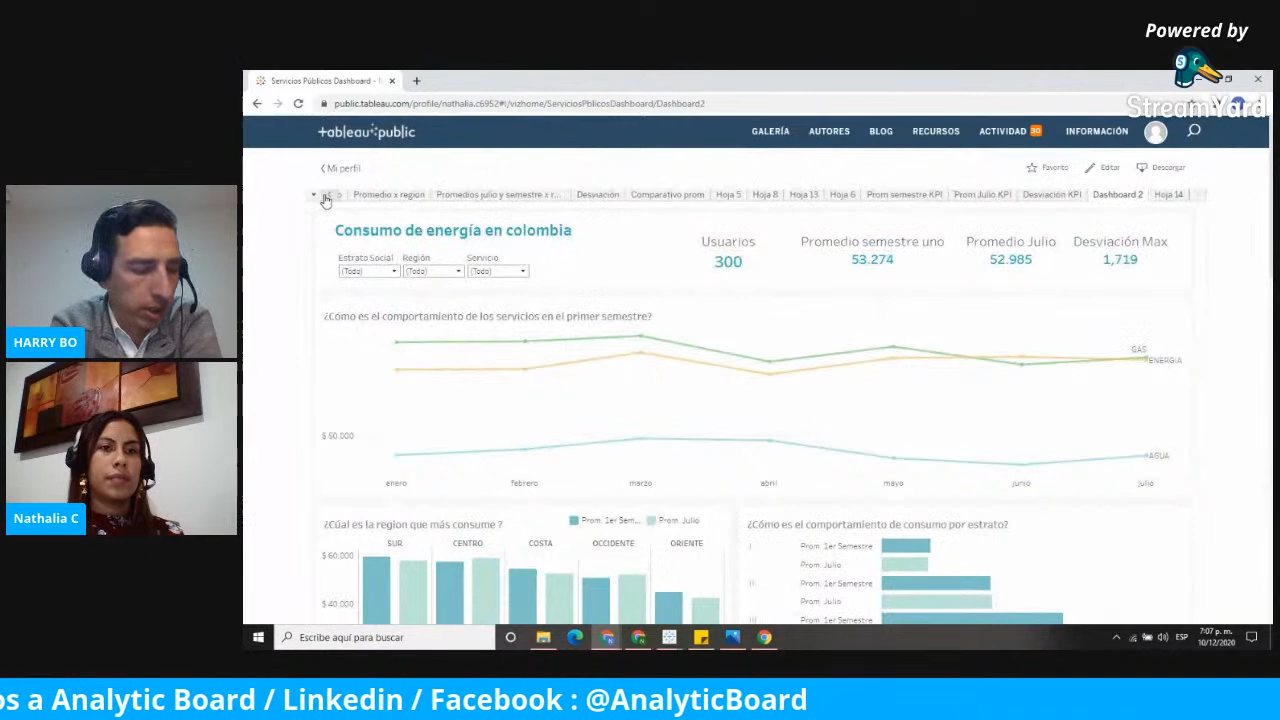 Powered by
StreamYard
Servicios Públicos Dashboard -
public.tableau.com/profile/nathalia.c6952#!/vizhome/ServiciosPblicosDashboard/Dashboard2
+ableau public
GALERÍA AUTORES BLOG RECURSOS ACTIVIDAD 30 INFORMACIÓN
Mi perfil
Favorito Editar Descargar
Promedio x region Promedios julio y semestre x r... Desviación Comparativo prom Hoja 5 Hoja 8 Hoja 13 Hoja 6 Prom semestre KPI Prom Julio KPI Desviación KPI Dashboard 2 Hoja 14
Consumo de energía en colombia
Usuarios Promedio semestre uno Promedio Julio Desviación Max
300 53.274 52.985 1,719
Estrato Social Región Servicio
(Todo) (Todo) (Todo)
¿Cómo es el comportamiento de los servicios en el primer semestre?
GAS
ENERGIA
$ 50.000
AGUA
enero febrero marzo abril mayo junio julio
¿Cúal es la region que más consume ?
Prom. 1er Sem... Prom. Julio
SUR CENTRO COSTA OCCIDENTE ORIENTE
$ 60.000
$ 40.000
¿Cómo es el comportamiento de consumo por estrato?
I Prom. 1er Semestre
Prom. Julio
II Prom. 1er Semestre
Prom. Julio
III Prom. 1er Semestre
HARRY BO
Nathalia C
Escribe aquí para buscar
ESP
7:07 p. m.
10/12/2020
os a Analytic Board / Linkedin / Facebook : @AnalyticBoard